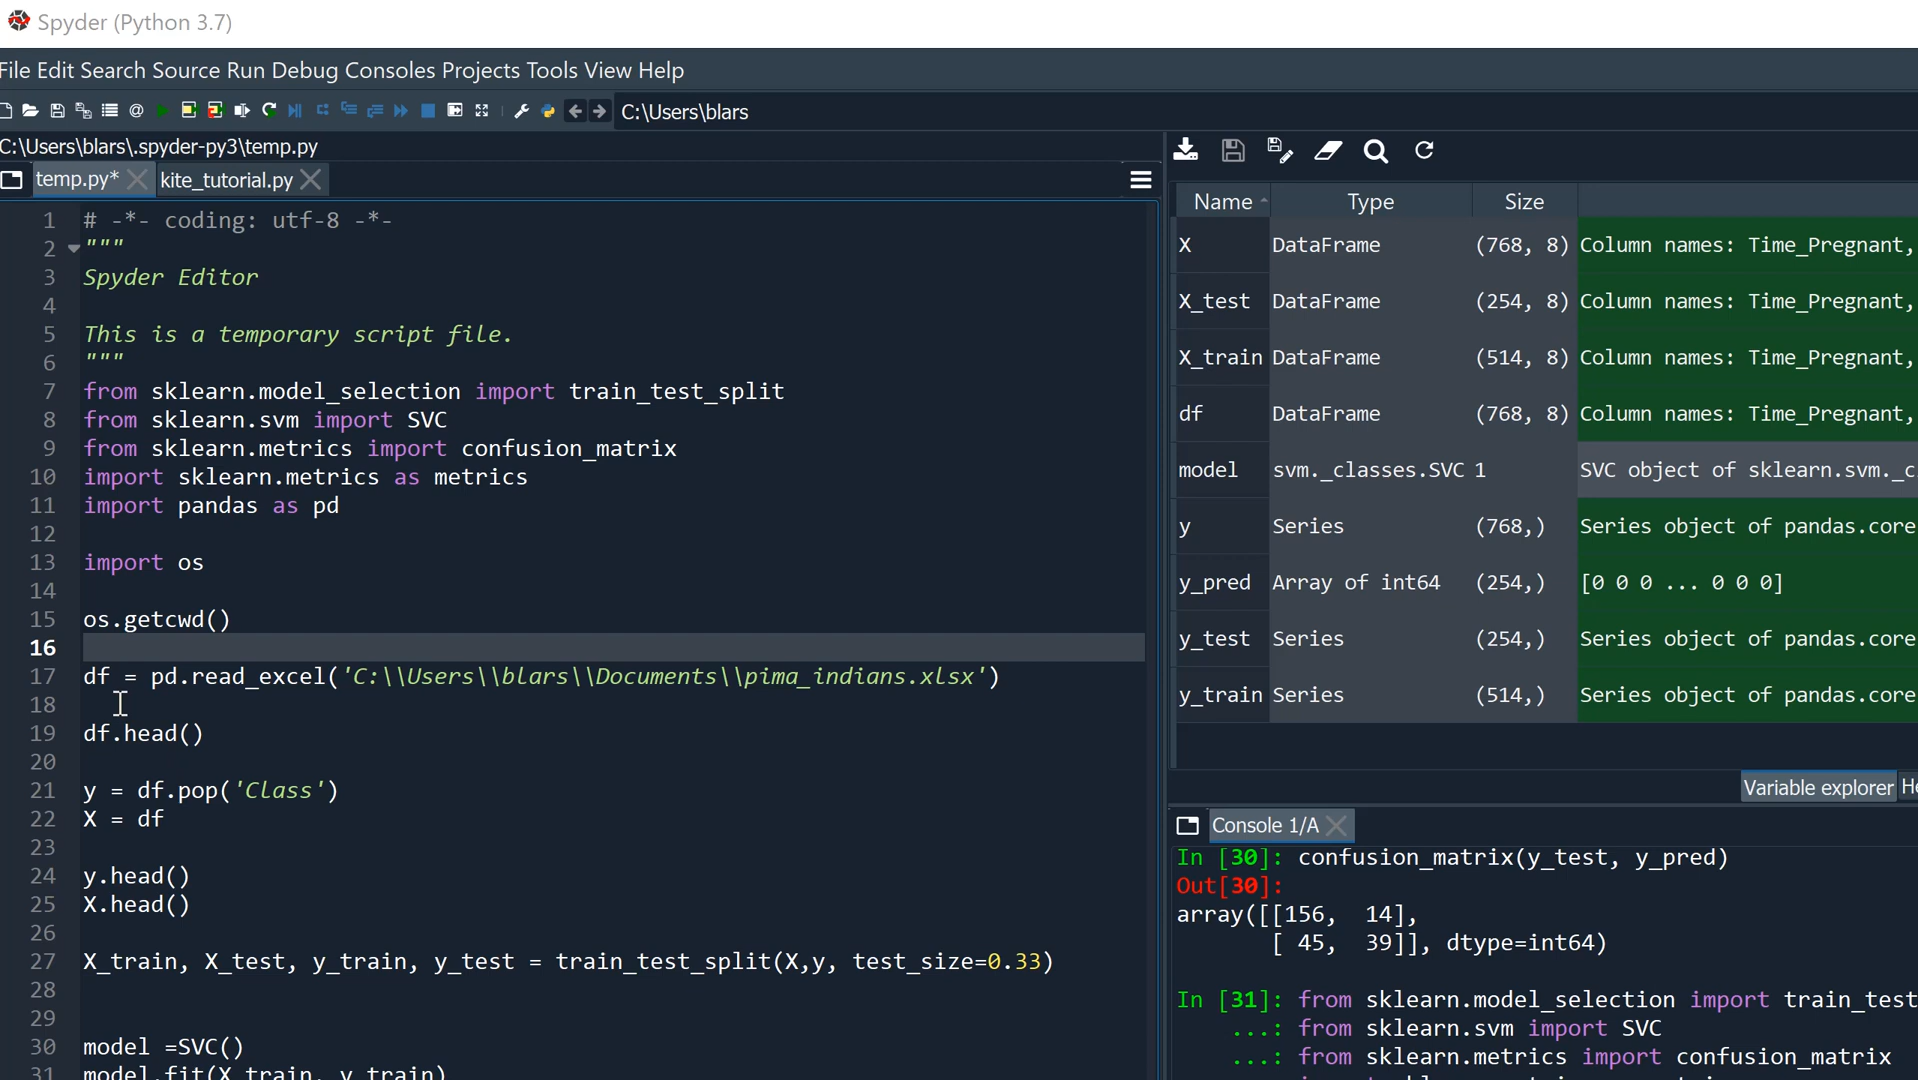 Spyder (Python 3.7)
File Edit Search Source Run Debug Consoles Projects Tools View Help
C:\Users\blars
C:\Users\blars\.spyder-py3\temp.py
temp.py*
kite_tutorial.py
1 # -*- coding: utf-8 -*-
2 """
3 Spyder Editor
4
5 This is a temporary script file.
6 """
7 from sklearn.model_selection import train_test_split
8 from sklearn.svm import SVC
9 from sklearn.metrics import confusion_matrix
10 import sklearn.metrics as metrics
11 import pandas as pd
12
13 import os
14
15 os.getcwd()
16
17 df = pd.read_excel('C:\\Users\\blars\\Documents\\pima_indians.xlsx')
18
19 df.head()
20
21 y = df.pop('Class')
22 X = df
23
24 y.head()
25 X.head()
26
27 X_train, X_test, y_train, y_test = train_test_split(X,y, test_size=0.33)
28
29
30 model =SVC()
31 model.fit(X_train, y_train)
Name Type Size
X DataFrame (768, 8) Column names: Time_Pregnant,
X_test DataFrame (254, 8) Column names: Time_Pregnant,
X_train DataFrame (514, 8) Column names: Time_Pregnant,
df DataFrame (768, 8) Column names: Time_Pregnant,
model svm._classes.SVC 1 SVC object of sklearn.svm._c
y Series (768,) Series object of pandas.core
y_pred Array of int64 (254,) [0 0 0 ... 0 0 0]
y_test Series (254,) Series object of pandas.core
y_train Series (514,) Series object of pandas.core
Variable explorer
He
Console 1/A
In [30]: confusion_matrix(y_test, y_pred)
Out[30]:
array([[156, 14],
[ 45, 39]], dtype=int64)
In [31]: from sklearn.model_selection import train_test
...: from sklearn.svm import SVC
...: from sklearn.metrics import confusion_matrix